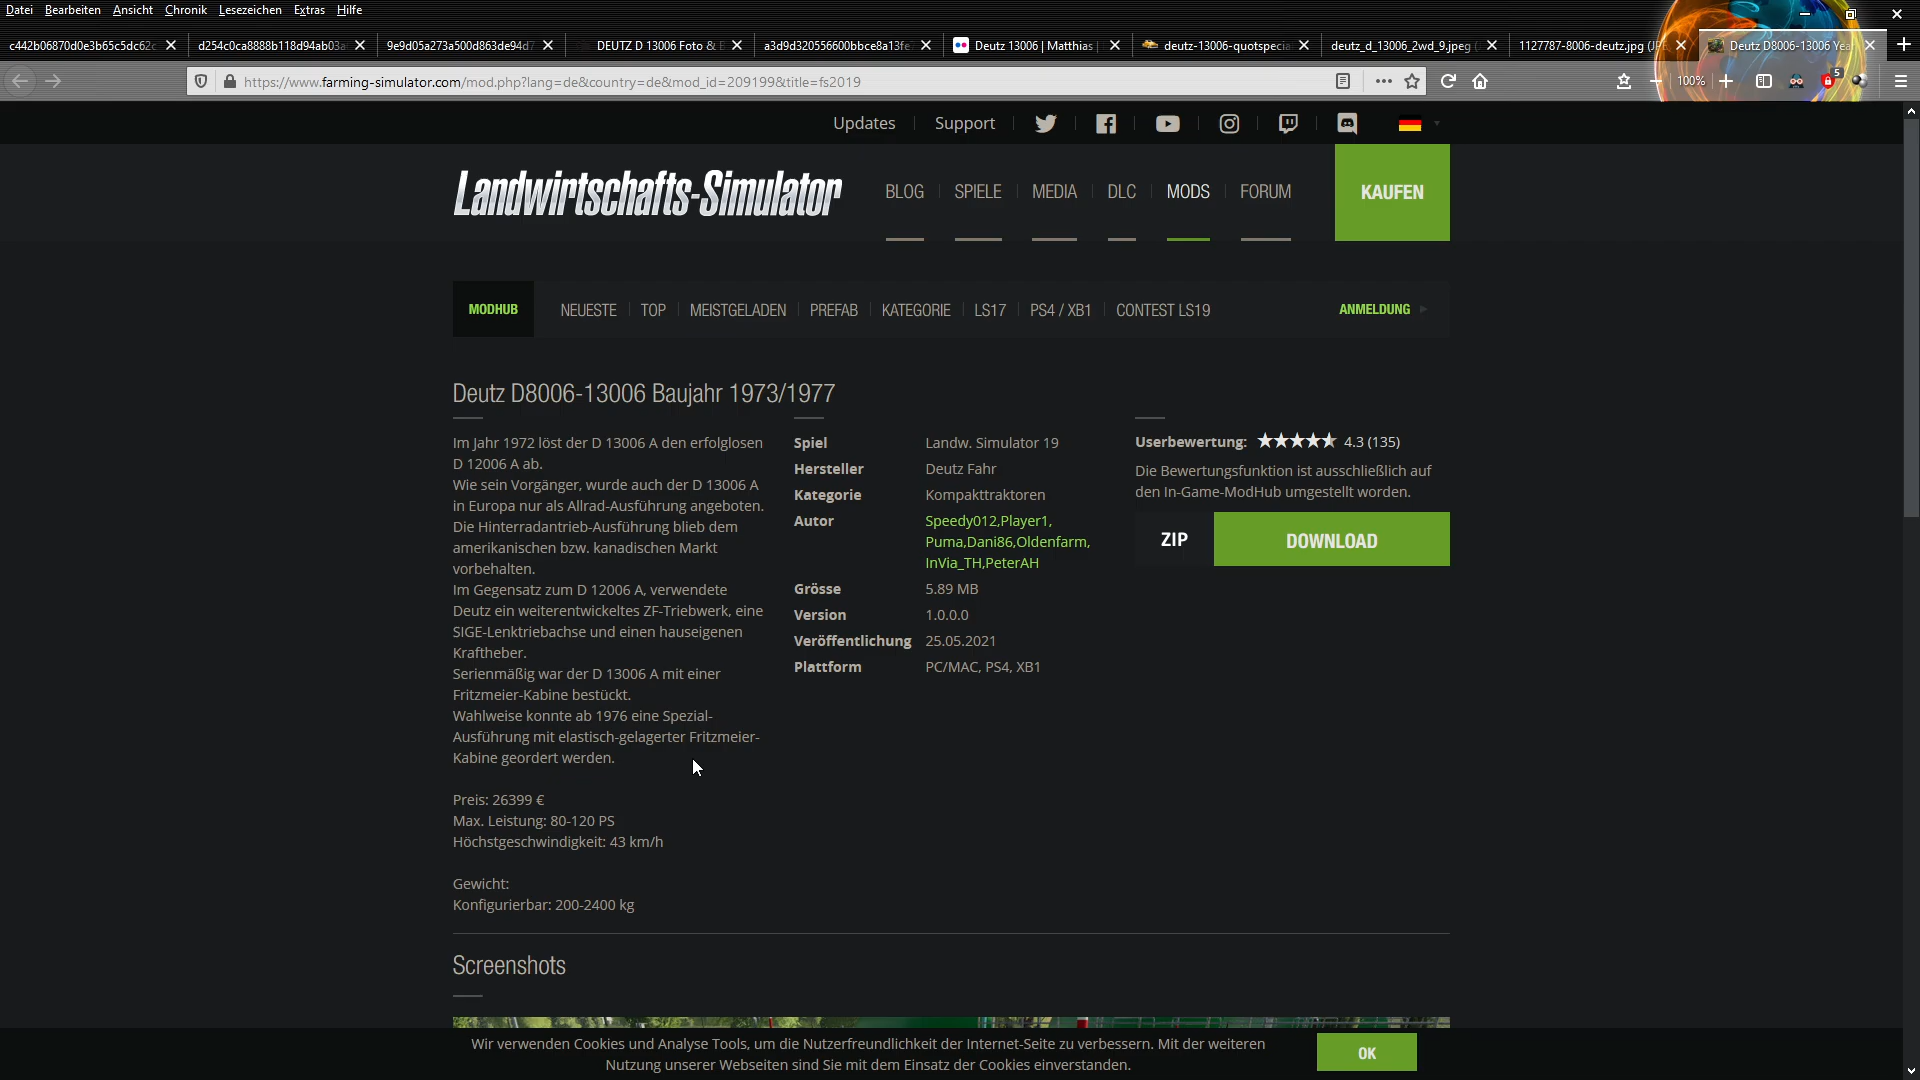 Datei Bearbeiten Ansicht Chronik Lesezeichen Extras Hilfe
c442b06870d0e3b65c5dc62c d254c0ca8888b118d94ab03a 9e9d05a273a500d863de94d7 DEUTZ D 13006 Foto & a3d9d320556600bbce8a13fe Deutz 13006 | Matthias deutz-13006-quotspecia deutz_d_13006_2wd_9.jpeg 1127787-8006-deutz.jpg Deutz D8006-13006 Yea
https://www.farming-simulator.com/mod.php?lang=de&country=de&mod_id=209199&title=fs2019 100% 5
Updates Support
Landwirtschafts-Simulator BLOG SPIELE MEDIA DLC MODS FORUM KAUFEN
MODHUB NEUESTE TOP MEISTGELADEN PREFAB KATEGORIE LS17 PS4 / XB1 CONTEST LS19 ANMELDUNG
Deutz D8006-13006 Baujahr 1973/1977
Im Jahr 1972 löst der D 13006 A den erfolglosen
D 12006 A ab.
Wie sein Vorgänger, wurde auch der D 13006 A
in Europa nur als Allrad-Ausführung angeboten.
Die Hinterradantrieb-Ausführung blieb dem
amerikanischen bzw. kanadischen Markt
vorbehalten.
Im Gegensatz zum D 12006 A, verwendete
Deutz ein weiterentwickeltes ZF-Triebwerk, eine
SIGE-Lenktriebachse und einen hauseigenen
Kraftheber.
Serienmäßig war der D 13006 A mit einer
Fritzmeier-Kabine bestückt.
Wahlweise konnte ab 1976 eine Spezial-
Ausführung mit elastisch-gelagerter Fritzmeier-
Kabine geordert werden.
Preis: 26399 €
Max. Leistung: 80-120 PS
Höchstgeschwindigkeit: 43 km/h
Gewicht:
Konfigurierbar: 200-2400 kg
Spiel Landw. Simulator 19
Hersteller Deutz Fahr
Kategorie Kompakttraktoren
Autor Speedy012,Player1,
Puma,Dani86,Oldenfarm,
InVia_TH,PeterAH
Grösse 5.89 MB
Version 1.0.0.0
Veröffentlichung 25.05.2021
Plattform PC/MAC, PS4, XB1
Userbewertung: 4.3 (135)
Die Bewertungsfunktion ist ausschließlich auf
den In-Game-ModHub umgestellt worden.
ZIP DOWNLOAD
Screenshots
Wir verwenden Cookies und Analyse Tools, um die Nutzerfreundlichkeit der Internet-Seite zu verbessern. Mit der weiteren
Nutzung unserer Webseiten sind Sie mit dem Einsatz der Cookies einverstanden.
OK